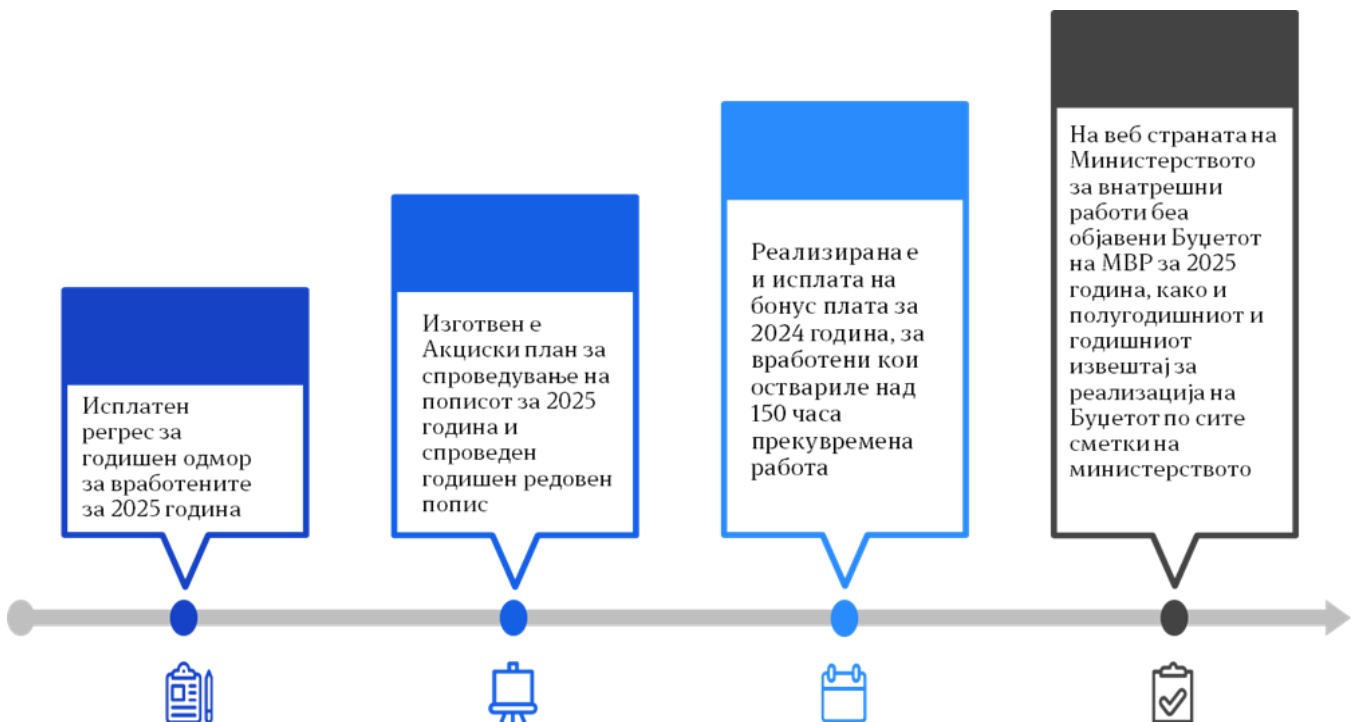 Исплатен
регрес за
годишен одмор
за вработените
за 2025 година
Изготвен е
Акциски план за
спроведување на
пописот за 2025
година и
спроведен
годишен редовен
попис
Реализирана е
и исплата на
бонус плата за
2024 година, за
вработени кои
оствариле над
150 часа
прекувремена
работа
На веб страната на
Министерството
за внатрешни
работи беа
објавени Буџетот
на МВР за 2025
година, како и
полугодишниот и
годишниот
извештај за
реализација на
Буџетот по сите
сметки на
министерството